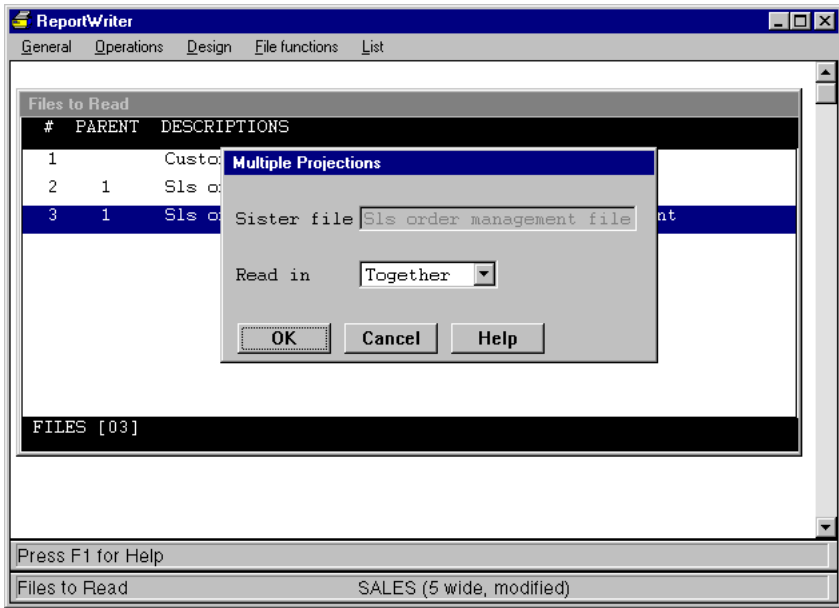 ReportWriter
General Operations Design File functions List
Files to Read
# PARENT DESCRIPTIONS
1 Custo
2 1 Sls o
3 1 Sls o nt
Multiple Projections
Sister file Sls order management file
Read in Together
OK Cancel Help
FILES [03]
Press F1 for Help
Files to Read SALES (5 wide, modified)